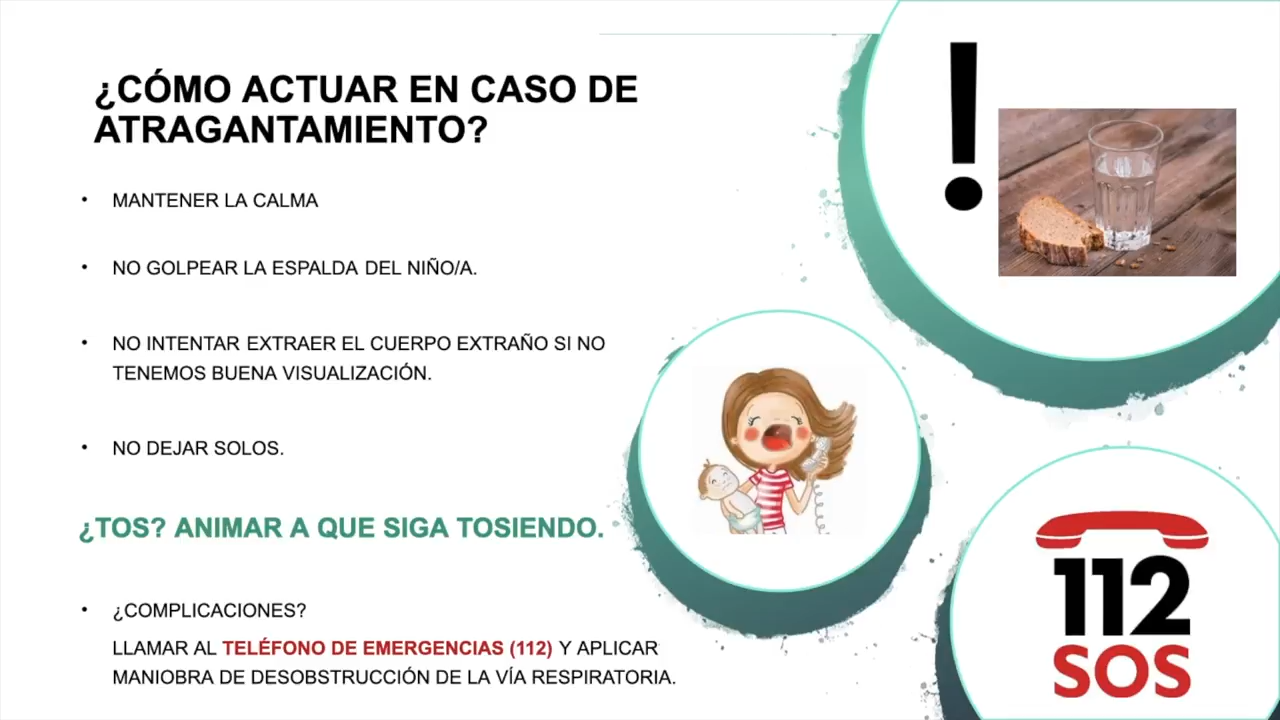 ¿CÓMO ACTUAR EN CASO DE
ATRAGANTAMIENTO?
• MANTENER LA CALMA
• NO GOLPEAR LA ESPALDA DEL NIÑO/A.
• NO INTENTAR EXTRAER EL CUERPO EXTRAÑO SI NO
TENEMOS BUENA VISUALIZACIÓN.
• NO DEJAR SOLOS.
¿TOS? ANIMAR A QUE SIGA TOSIENDO.
• ¿COMPLICACIONES?
LLAMAR AL TELÉFONO DE EMERGENCIAS (112) Y APLICAR
MANIOBRA DE DESOBSTRUCCIÓN DE LA VÍA RESPIRATORIA.
!
112
SOS